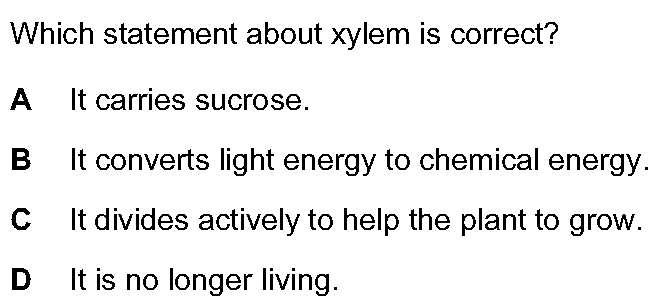 Which statement about xylem is correct?
A It carries sucrose.
B It converts light energy to chemical energy.
C It divides actively to help the plant to grow.
D It is no longer living.